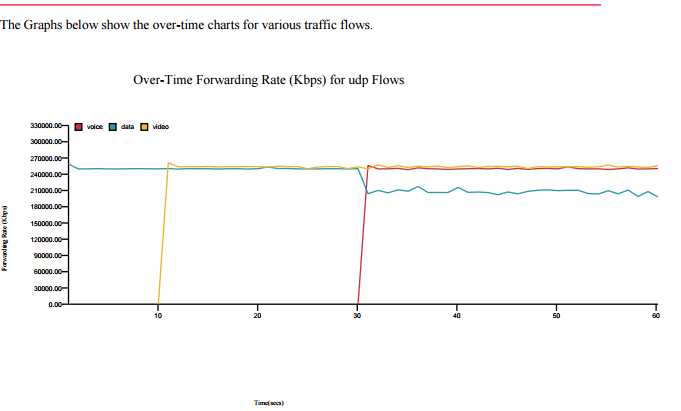 The Graphs below show the over-time charts for various traffic flows.
Over-Time Forwarding Rate (Kbps) for udp Flows
voice data video
330000.00
300000.00
270000.00
240000.00
210000.00
180000.00
150000.00
120000.00
90000.00
60000.00
30000.00
0.00
Forwarding Rate (Kbps)
10 20 30 40 50 60
Time(secs)